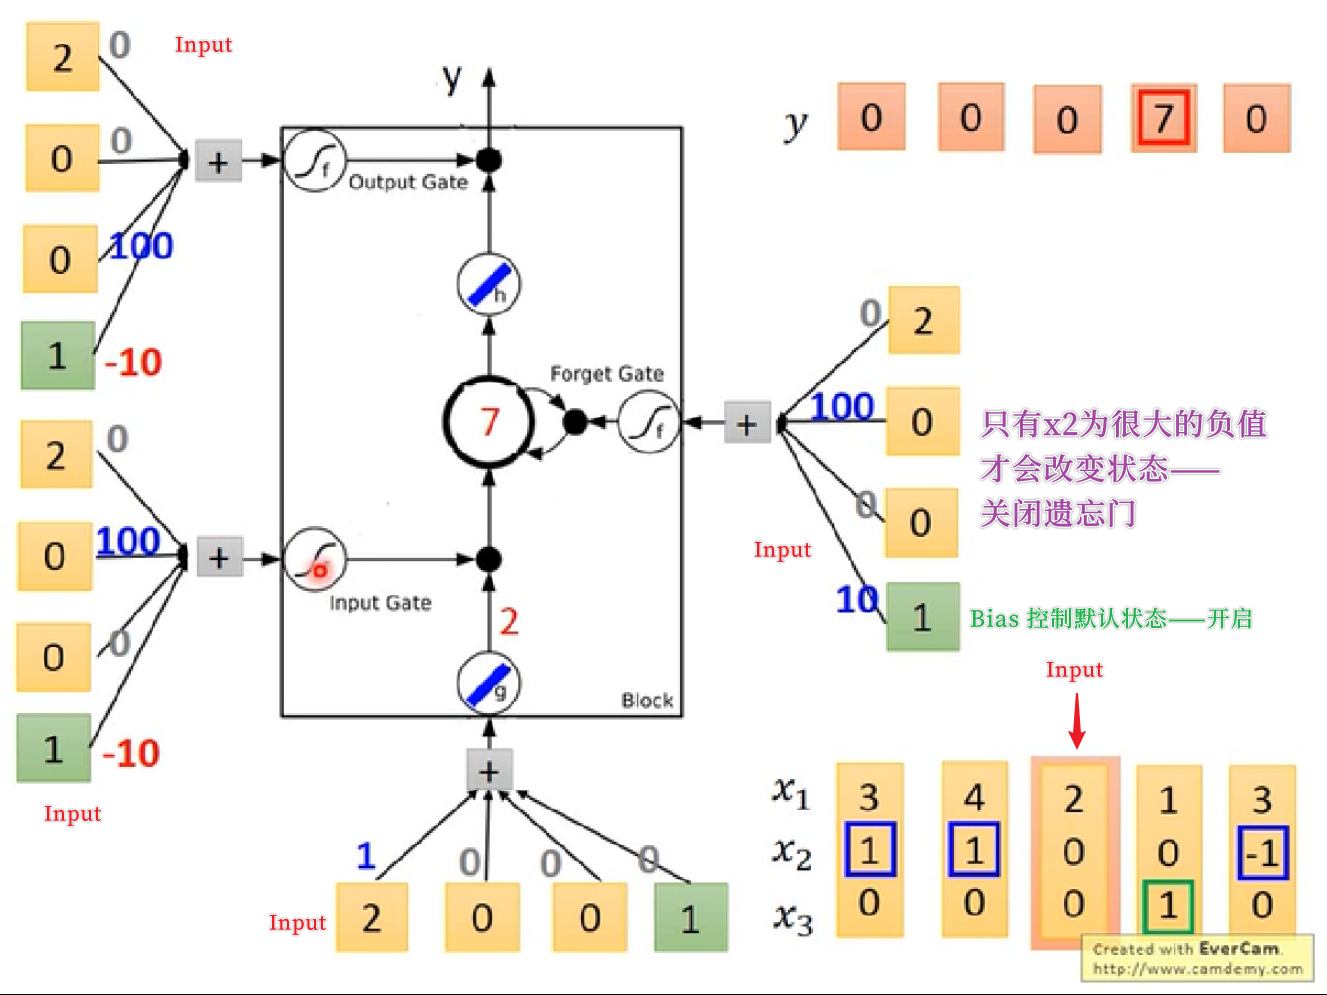 2
0
Input
0
0
0
100
1
-10
+
f
Output Gate
y
h
7
Forget Gate
f
+
2
0
0
100
0
0
1
-10
Input
+
σ
Input Gate
2
g
Block
+
1
0
0
0
Input
2
0
0
1
y 0 0 0 7 0
0
2
100
0
0
0
10
1
Input
只有x2为很大的负值
才会改变状态——
关闭遗忘门
Bias 控制默认状态——开启
Input
x1 3 4 2 1 3
x2 1 1 0 0 -1
x3 0 0 0 1 0
Created with EverCam.
http://www.camdemy.com